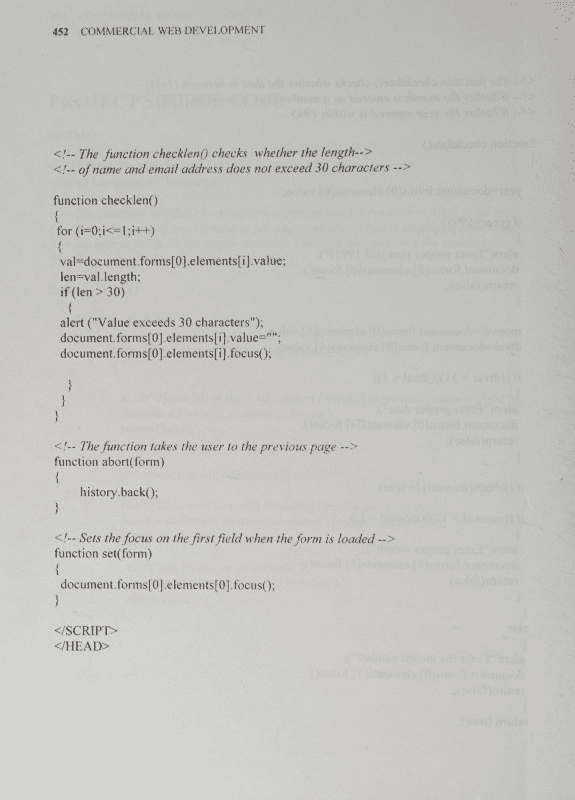 452 COMMERCIAL WEB DEVELOPMENT
<!-- The function checklen() checks whether the length-->
<!-- of name and email address does not exceed 30 characters -->
function checklen()
{
for (i=0;i<=1;i++)
{
val=document.forms[0].elements[i].value;
len=val.length;
if (len > 30)
{
alert ("Value exceeds 30 characters");
document.forms[0].elements[i].value="";
document.forms[0].elements[i].focus();
}
}
}
<!-- The function takes the user to the previous page -->
function abort(form)
{
history.back();
}
<!-- Sets the focus on the first field when the form is loaded -->
function set(form)
{
document.forms[0].elements[0].focus();
}
</SCRIPT>
</HEAD>